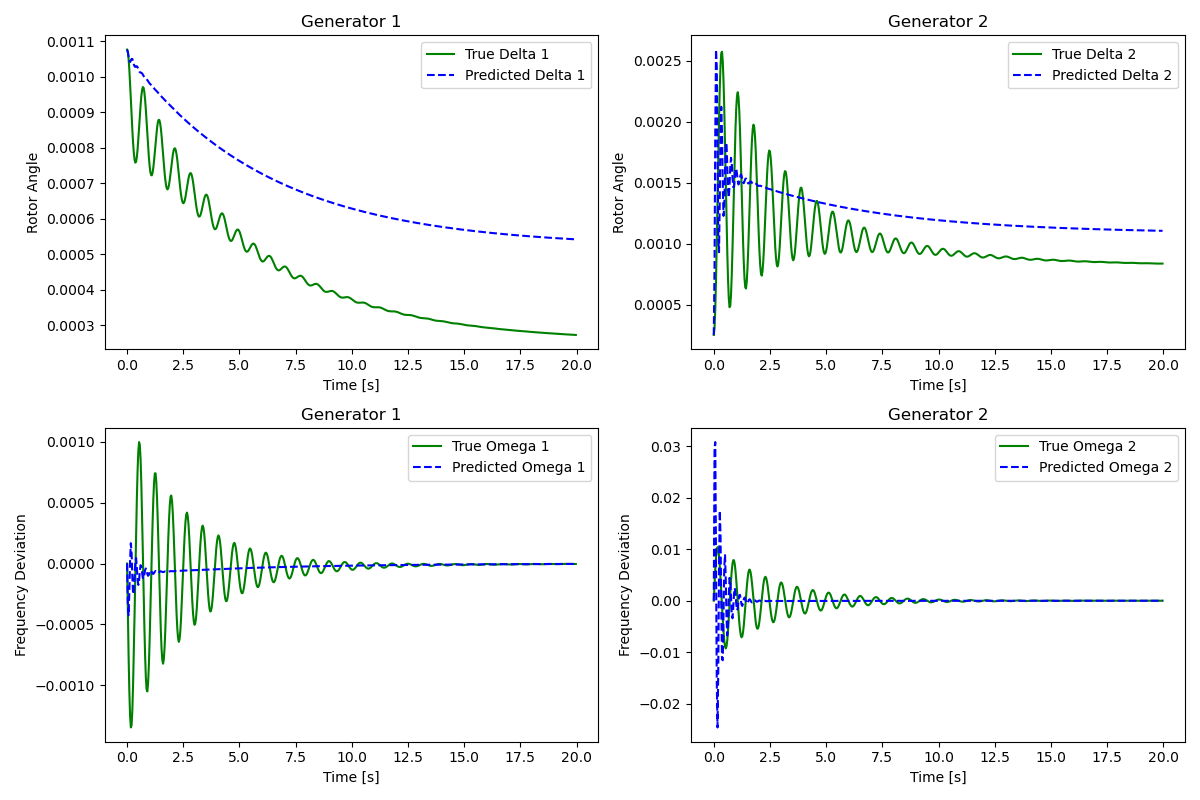 Generator 1
Rotor Angle
0.0011
0.0010
0.0009
0.0008
0.0007
0.0006
0.0005
0.0004
0.0003
True Delta 1
Predicted Delta 1
0.0 2.5 5.0 7.5 10.0 12.5 15.0 17.5 20.0
Time [s]
Generator 2
Rotor Angle
0.0025
0.0020
0.0015
0.0010
0.0005
True Delta 2
Predicted Delta 2
0.0 2.5 5.0 7.5 10.0 12.5 15.0 17.5 20.0
Time [s]
Generator 1
Frequency Deviation
0.0010
0.0005
0.0000
−0.0005
−0.0010
True Omega 1
Predicted Omega 1
0.0 2.5 5.0 7.5 10.0 12.5 15.0 17.5 20.0
Time [s]
Generator 2
Frequency Deviation
0.03
0.02
0.01
0.00
−0.01
−0.02
True Omega 2
Predicted Omega 2
0.0 2.5 5.0 7.5 10.0 12.5 15.0 17.5 20.0
Time [s]